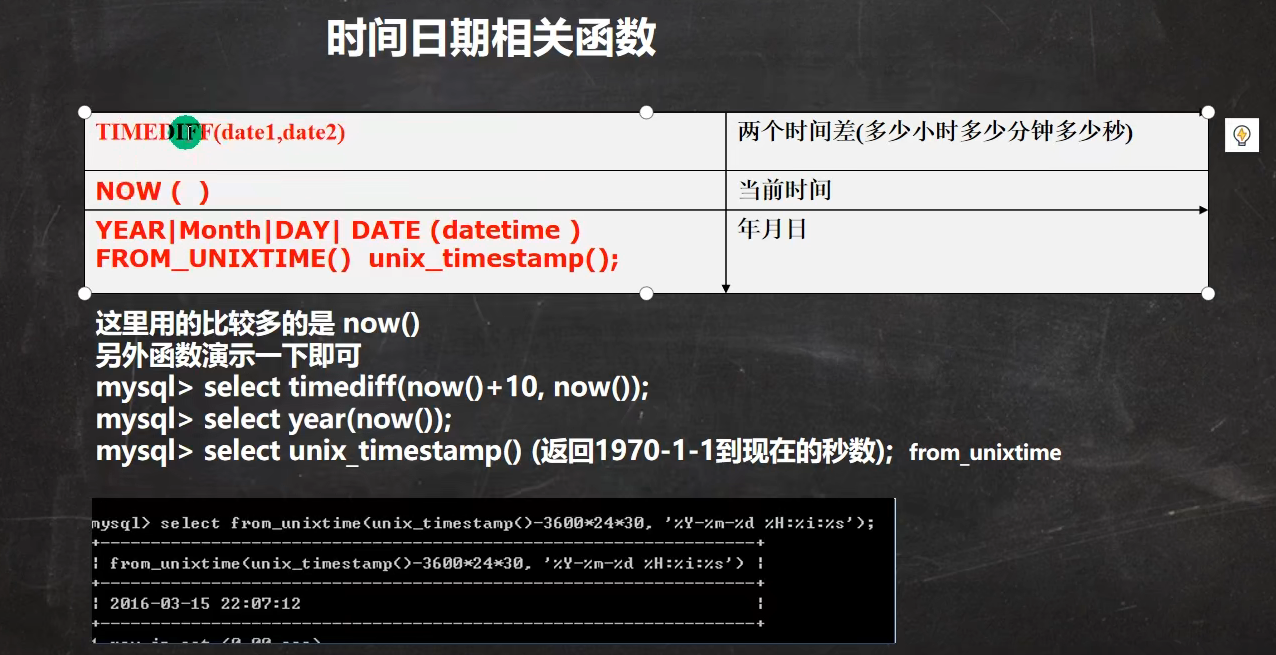 时间日期相关函数
TIMEDIFF(date1,date2)
两个时间差(多少小时多少分钟多少秒)
NOW (  )
当前时间
YEAR|Month|DAY| DATE (datetime )
FROM_UNIXTIME()  unix_timestamp();
年月日
这里用的比较多的是 now()
另外函数演示一下即可
mysql> select timediff(now()+10, now());
mysql> select year(now());
mysql> select unix_timestamp() (返回1970-1-1到现在的秒数);  from_unixtime
mysql> select from_unixtime(unix_timestamp()-3600*24*30, '%Y-%m-%d %H:%i:%s');
| from_unixtime(unix_timestamp()-3600*24*30, '%Y-%m-%d %H:%i:%s') |
| 2016-03-15 22:07:12 |